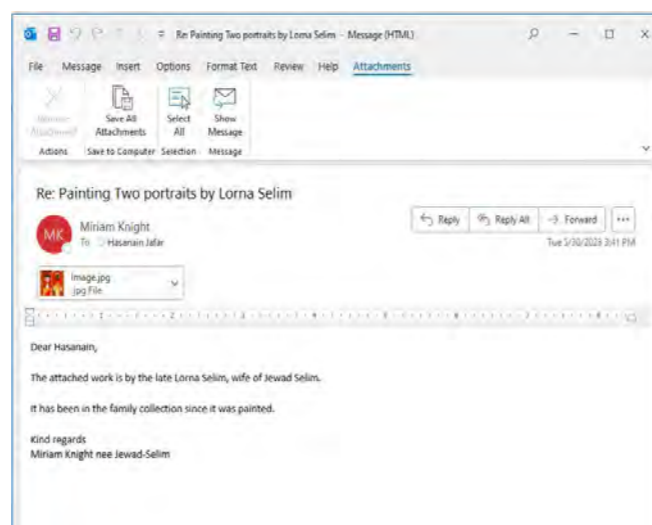 Re: Painting Two portraits by Lorna Selim - Message (HTML)
File Message Insert Options Format Text Review Help Attachments
Save All Attachments
Select All
Show Message
Actions Save to Computer Selection Message
Re: Painting Two portraits by Lorna Selim
MK
Miriam Knight
To Hasanain Jafar
Reply Reply All Forward
Tue 5/30/2023 3:41 PM
Image.jpg
.jpg File
Dear Hasanain,
The attached work is by the late Lorna Selim, wife of Jewad Selim.
It has been in the family collection since it was painted.
Kind regards
Miriam Knight nee Jewad-Selim